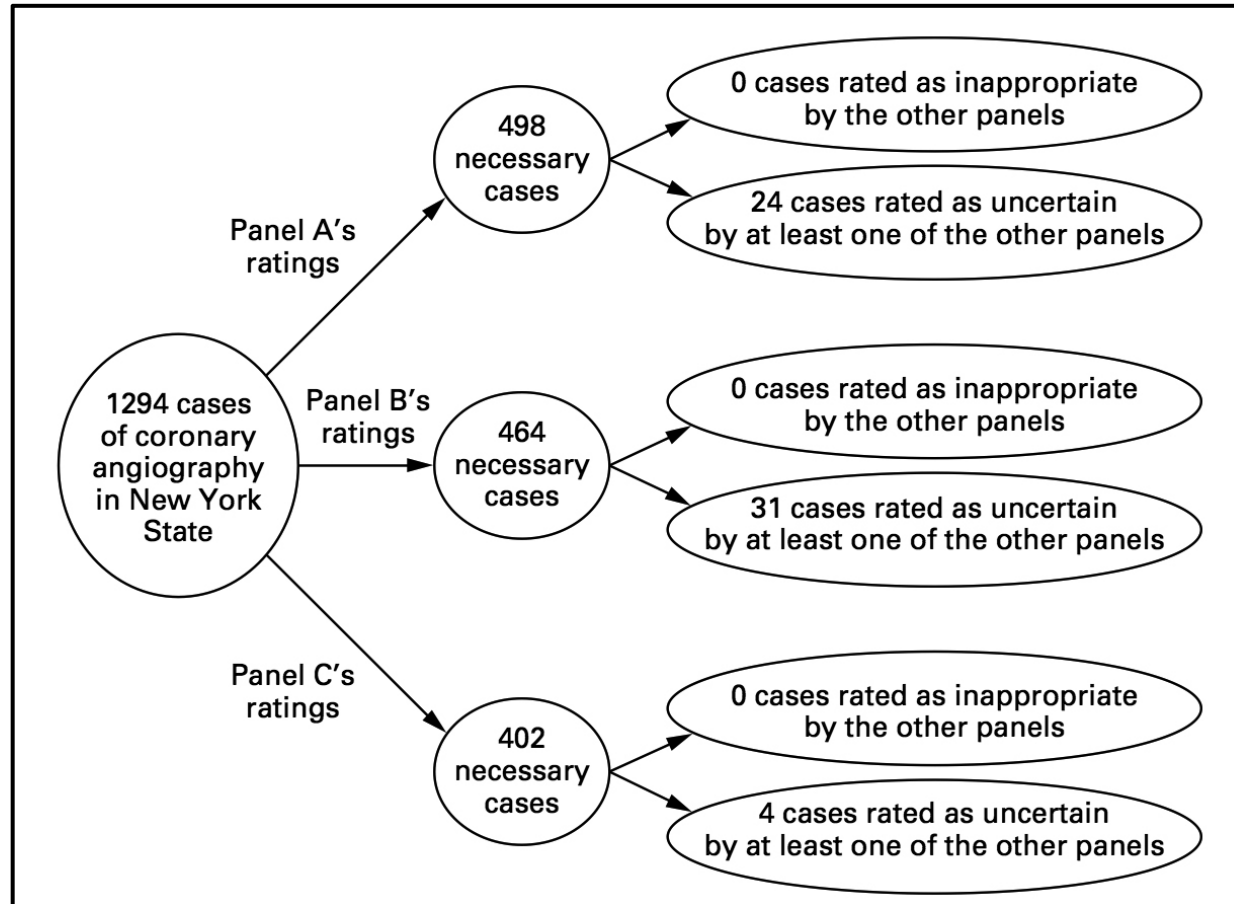 1294 cases
of coronary
angiography
in New York
State
Panel A's
ratings
498
necessary
cases
0 cases rated as inappropriate
by the other panels
24 cases rated as uncertain
by at least one of the other panels
Panel B's
ratings
464
necessary
cases
0 cases rated as inappropriate
by the other panels
31 cases rated as uncertain
by at least one of the other panels
Panel C's
ratings
402
necessary
cases
0 cases rated as inappropriate
by the other panels
4 cases rated as uncertain
by at least one of the other panels